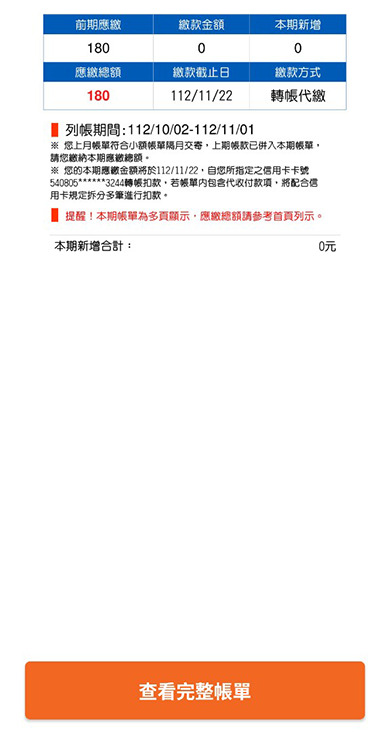 前期應繳 繳款金額 本期新增
180 0 0
應繳總額 繳款截止日 繳款方式
180 112/11/22 轉帳代繳
列帳期間:112/10/02-112/11/01
※ 您上月帳單符合小額帳單隔月交寄，上期帳款已併入本期帳單，
請您繳納本期應繳總額。
※ 您的本期應繳金額將於112/11/22，自您所指定之信用卡卡號
540805******3244轉帳扣款，若帳單內包含代收付款項，將配合信
用卡規定拆分多筆進行扣款。
提醒！本期帳單為多頁顯示，應繳總額請參考首頁列示。
本期新增合計： 0元
查看完整帳單